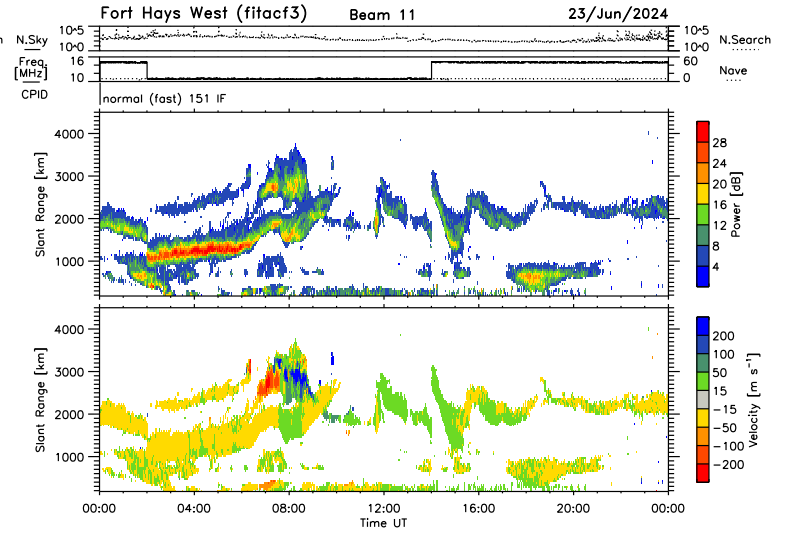 Fort Hays West (fitacf3) Beam 11 23/Jun/2024
N.Sky 10^5 10^0 10^5 10^0 N.Search
Freq. [MHz] 16 10 60 0 Nave
CPID normal (fast) 151 IF
Slant Range [km] 4000 3000 2000 1000
Power [dB] 28 24 20 16 12 8 4
Slant Range [km] 4000 3000 2000 1000
Velocity [m s⁻¹] 200 100 50 15 −15 −50 −100 −200
00:00 04:00 08:00 12:00 16:00 20:00 00:00
Time UT